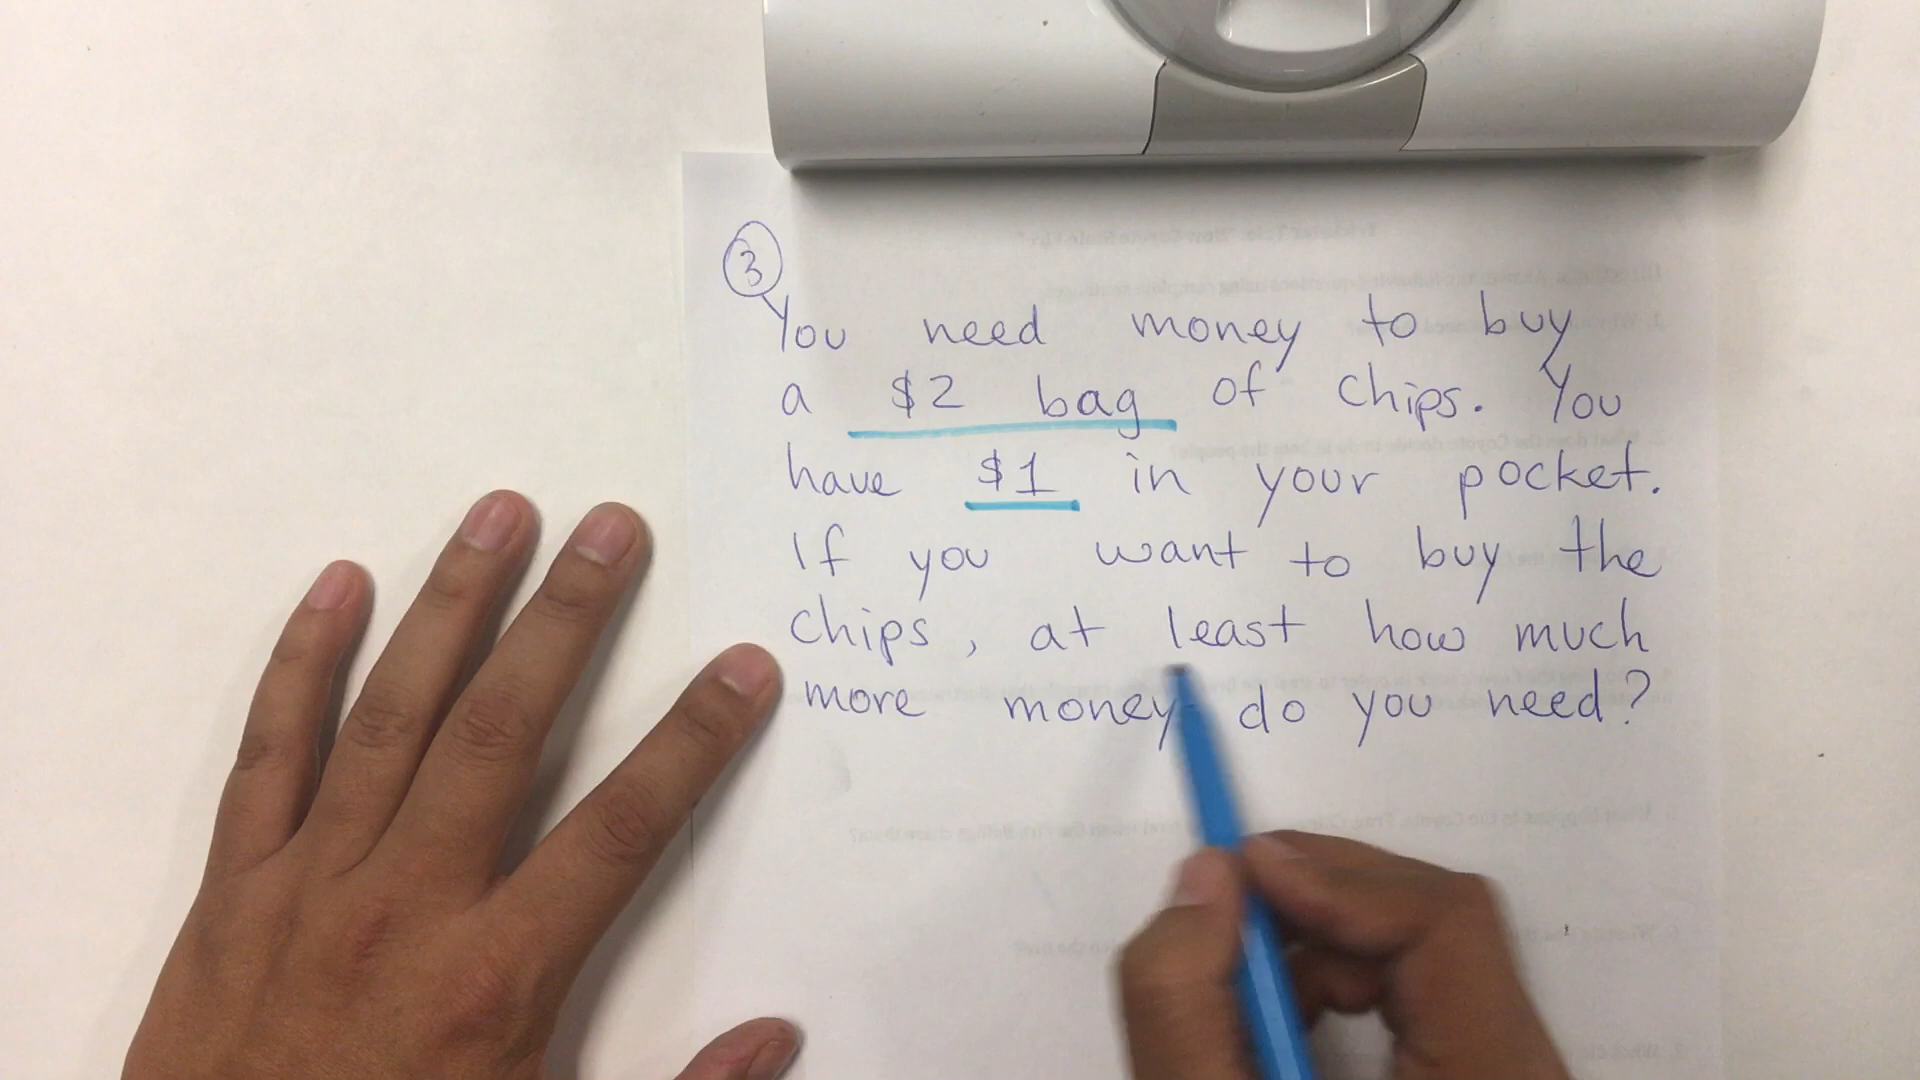 3
You need money to buy
a $2 bag of chips. You
have $1 in your pocket.
If you want to buy the
chips, at least how much
more money do you need?